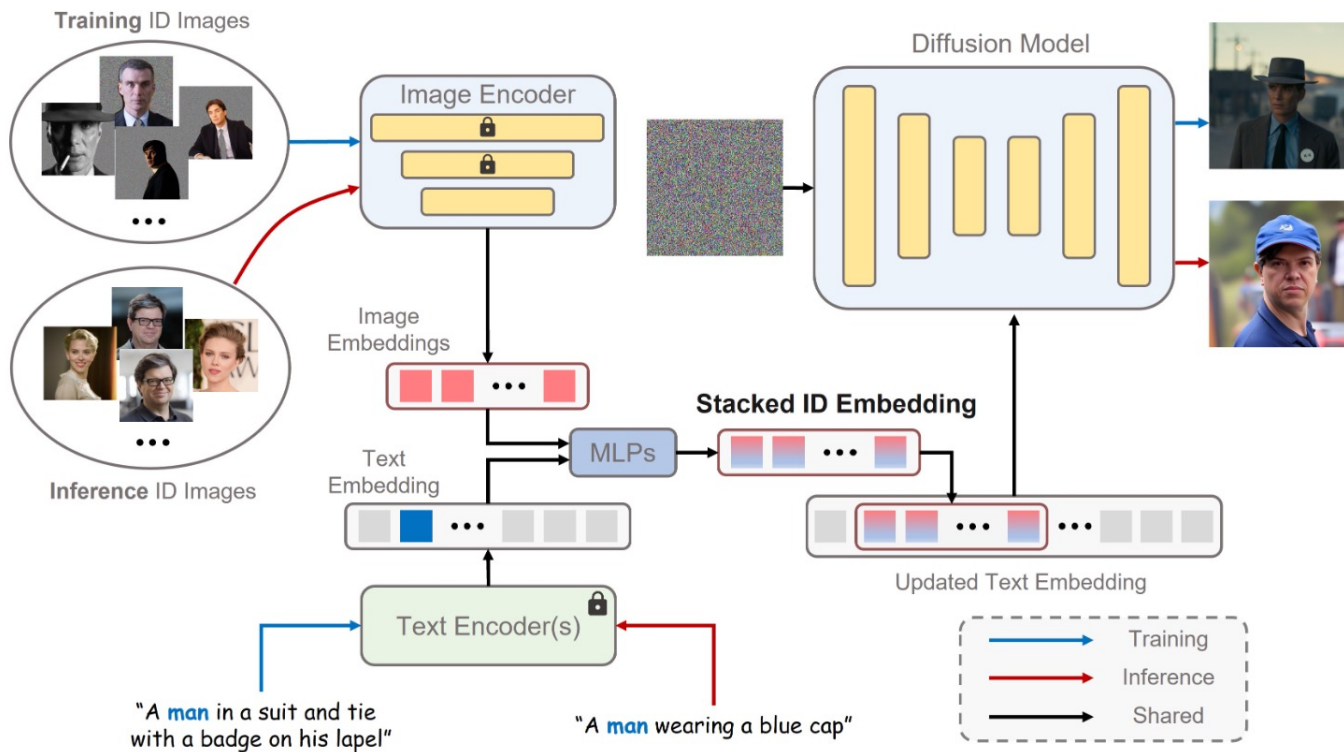 Training ID Images
Image Encoder
Diffusion Model
Image
Embeddings
Stacked ID Embedding
MLPs
Text
Embedding
Inference ID Images
Updated Text Embedding
Text Encoder(s)
Training
Inference
Shared
"A man in a suit and tie
with a badge on his lapel"
"A man wearing a blue cap"